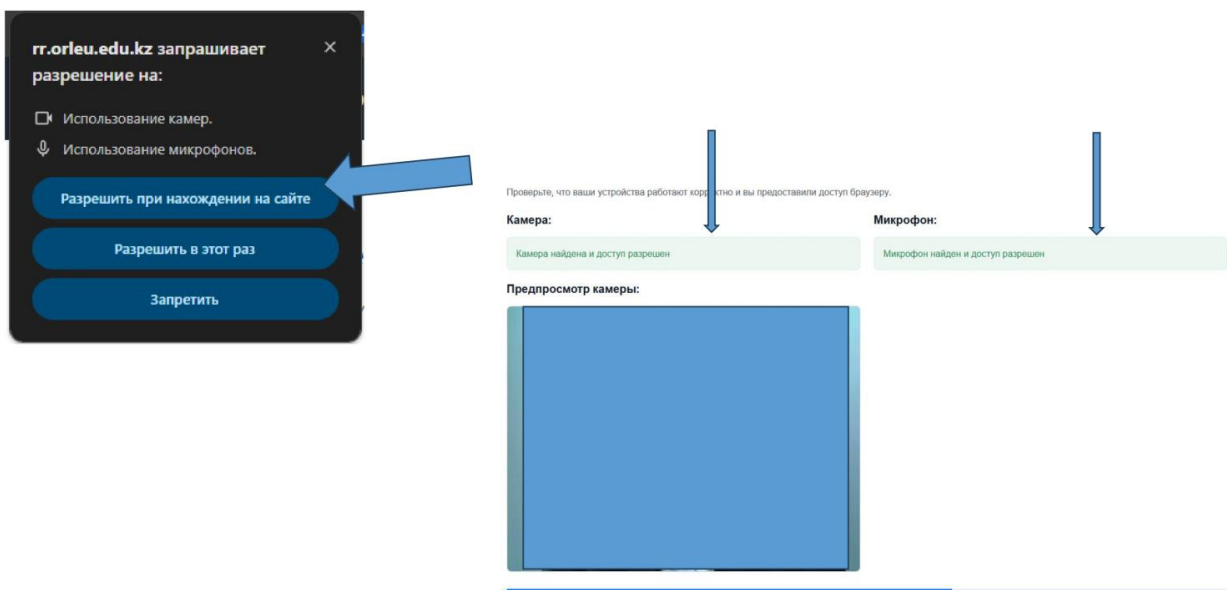 rr.orleu.edu.kz запрашивает
разрешение на:
Использование камер.
Использование микрофонов.
Разрешить при нахождении на сайте
Разрешить в этот раз
Запретить
Проверьте, что ваши устройства работают корректно и вы предоставили доступ браузеру.
Камера:
Микрофон:
Камера найдена и доступ разрешен
Микрофон найден и доступ разрешен
Предпросмотр камеры: